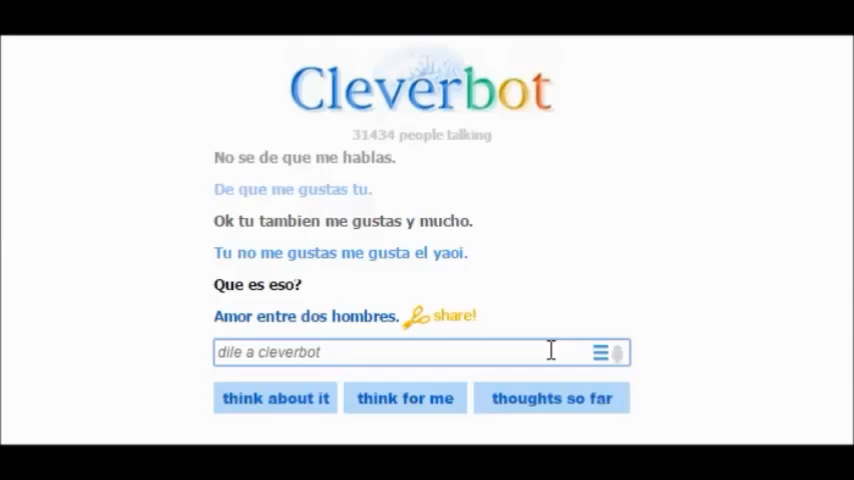 Cleverbot
31434 people talking
No se de que me hablas.
De que me gustas tu.
Ok tu tambien me gustas y mucho.
Tu no me gustas me gusta el yaoi.
Que es eso?
Amor entre dos hombres. share!
dile a cleverbot
think about it think for me thoughts so far